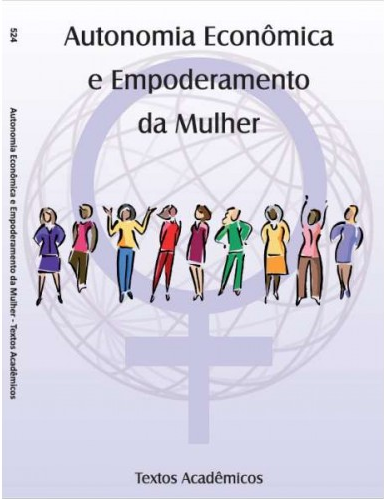 Autonomia Econômica
e Empoderamento
da Mulher
Textos Acadêmicos
524
Autonomia Econômica e Empoderamento da Mulher - Textos Acadêmicos